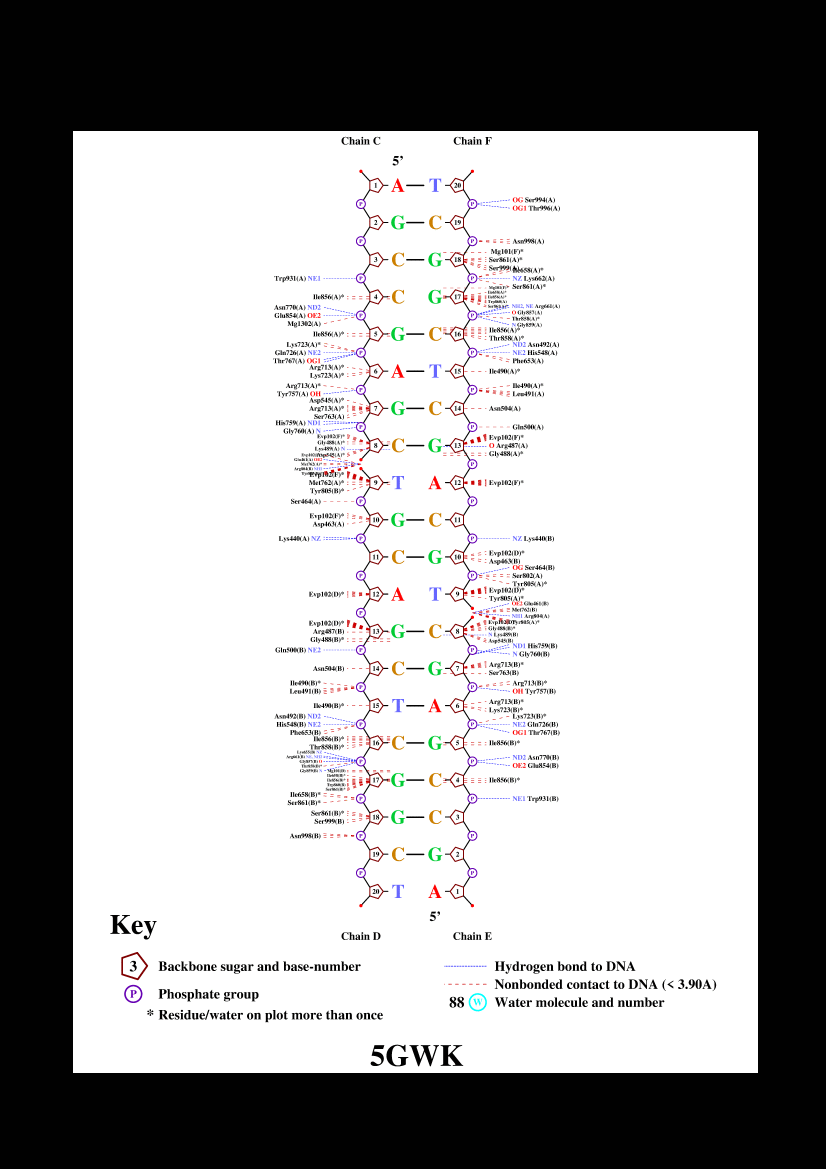 Chain C Chain F
5’
1 A T 20
P P OG Ser994(A)
OG1 Thr996(A)
2 G C 19
P P Asn998(A)
Mg101(F)*
3 C G 18 Ser861(A)*
Ser999(A)
Ile658(A)*
Trp931(A) NE1 P P NZ Lys662(A)
Ser861(A)*
Ile856(A)* 4 C G 17
Asn770(A) ND2 NH2, NE Arg661(A)
Glu854(A) OE2 P P O Gly857(A)
Mg1302(A) Thr858(A)*
N Gly859(A)
Ile856(A)* 5 G C 16 Ile856(A)*
Thr858(A)*
Lys723(A)* ND2 Asn492(A)
Gln726(A) NE2 P P NE2 His548(A)
Thr767(A) OG1 Phe653(A)
Arg713(A)*
Lys723(A)* 6 A T 15 Ile490(A)*
Arg713(A)* P P Ile490(A)*
Tyr757(A) OH Leu491(A)
Asp545(A)*
Arg713(A)* 7 G C 14 Asn504(A)
Ser763(A)
His759(A) ND1 P P Gln500(A)
Gly760(A) N
Evp102(F)* Evp102(F)*
Gly488(A)* 8 C G 13 O Arg487(A)
Lys489(A) N Gly488(A)*
Asp545(A)*
P
Evp102(F)*
Met762(A)* 9 T A 12 Evp102(F)*
Tyr805(B)*
Ser464(A) P P
Evp102(F)* 10 G C 11
Asp463(A)
Lys440(A) NZ P P NZ Lys440(B)
11 C G 10 Evp102(D)*
Asp463(B)
P P OG Ser464(B)
Ser802(A)
Tyr805(A)*
Evp102(D)* 12 A T 9 Evp102(D)*
Tyr805(A)*
OE2 Glu461(B)
P Met762(B)
NH1 Arg804(A)
Evp102(D)* Tyr805(A)*
Arg487(B) 13 G C 8 Gly488(B)*
Gly488(B)* N Lys489(B)
Asp545(B)
Gln500(B) NE2 P P ND1 His759(B)
N Gly760(B)
Asn504(B) 14 C G 7 Arg713(B)*
Ser763(B)
Ile490(B)* P P Arg713(B)*
Leu491(B) OH Tyr757(B)
Ile490(B)* 15 T A 6 Arg713(B)*
Lys723(B)*
Asn492(B) ND2 Lys723(B)*
His548(B) NE2 P P NE2 Gln726(B)
Phe653(B) OG1 Thr767(B)
Ile856(B)* 16 C G 5 Ile856(B)*
Thr858(B)*
P P ND2 Asn770(B)
OE2 Glu854(B)
17 G C 4 Ile856(B)*
Ile658(B)* P P NE1 Trp931(B)
Ser861(B)*
Ser861(B)* 18 G C 3
Ser999(B)
Asn998(B) P P
19 C G 2
P P
20 T A 1
5’
Chain D Chain E
Key
3 Backbone sugar and base-number
P Phosphate group
* Residue/water on plot more than once
Hydrogen bond to DNA
Nonbonded contact to DNA (< 3.90A)
88 W Water molecule and number
5GWK